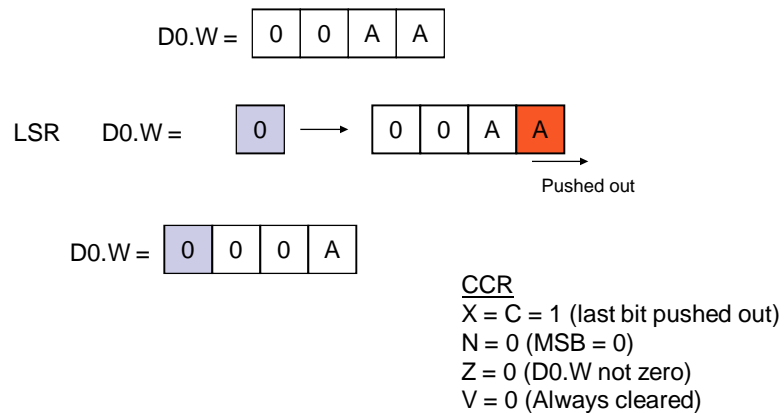 D0.W = 0 0 A A
LSR D0.W = 0 0 0 A A
Pushed out
D0.W = 0 0 0 A
CCR
X = C = 1 (last bit pushed out)
N = 0 (MSB = 0)
Z = 0 (D0.W not zero)
V = 0 (Always cleared)